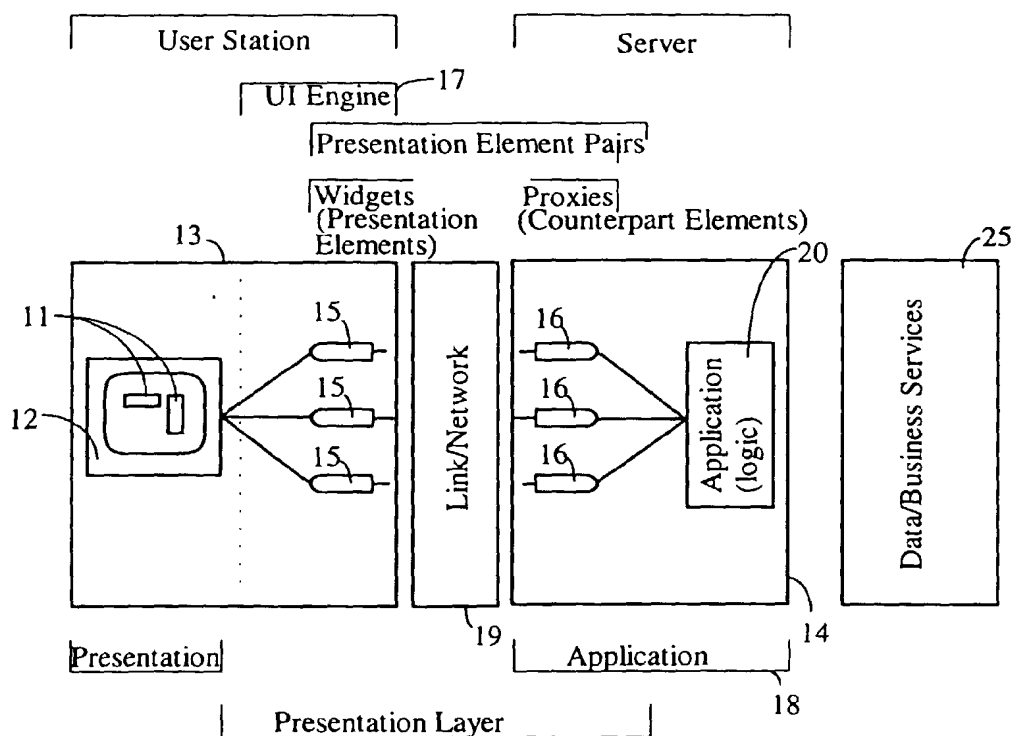 User Station
Server
17
UI Engine
Presentation Element Pairs
Widgets
(Presentation
Elements)
Proxies
(Counterpart Elements)
13
20
25
11
15
16
12
15
16
15
16
Link/Network
Application
(logic)
Data/Business Services
19
14
Presentation
Application
18
Presentation Layer